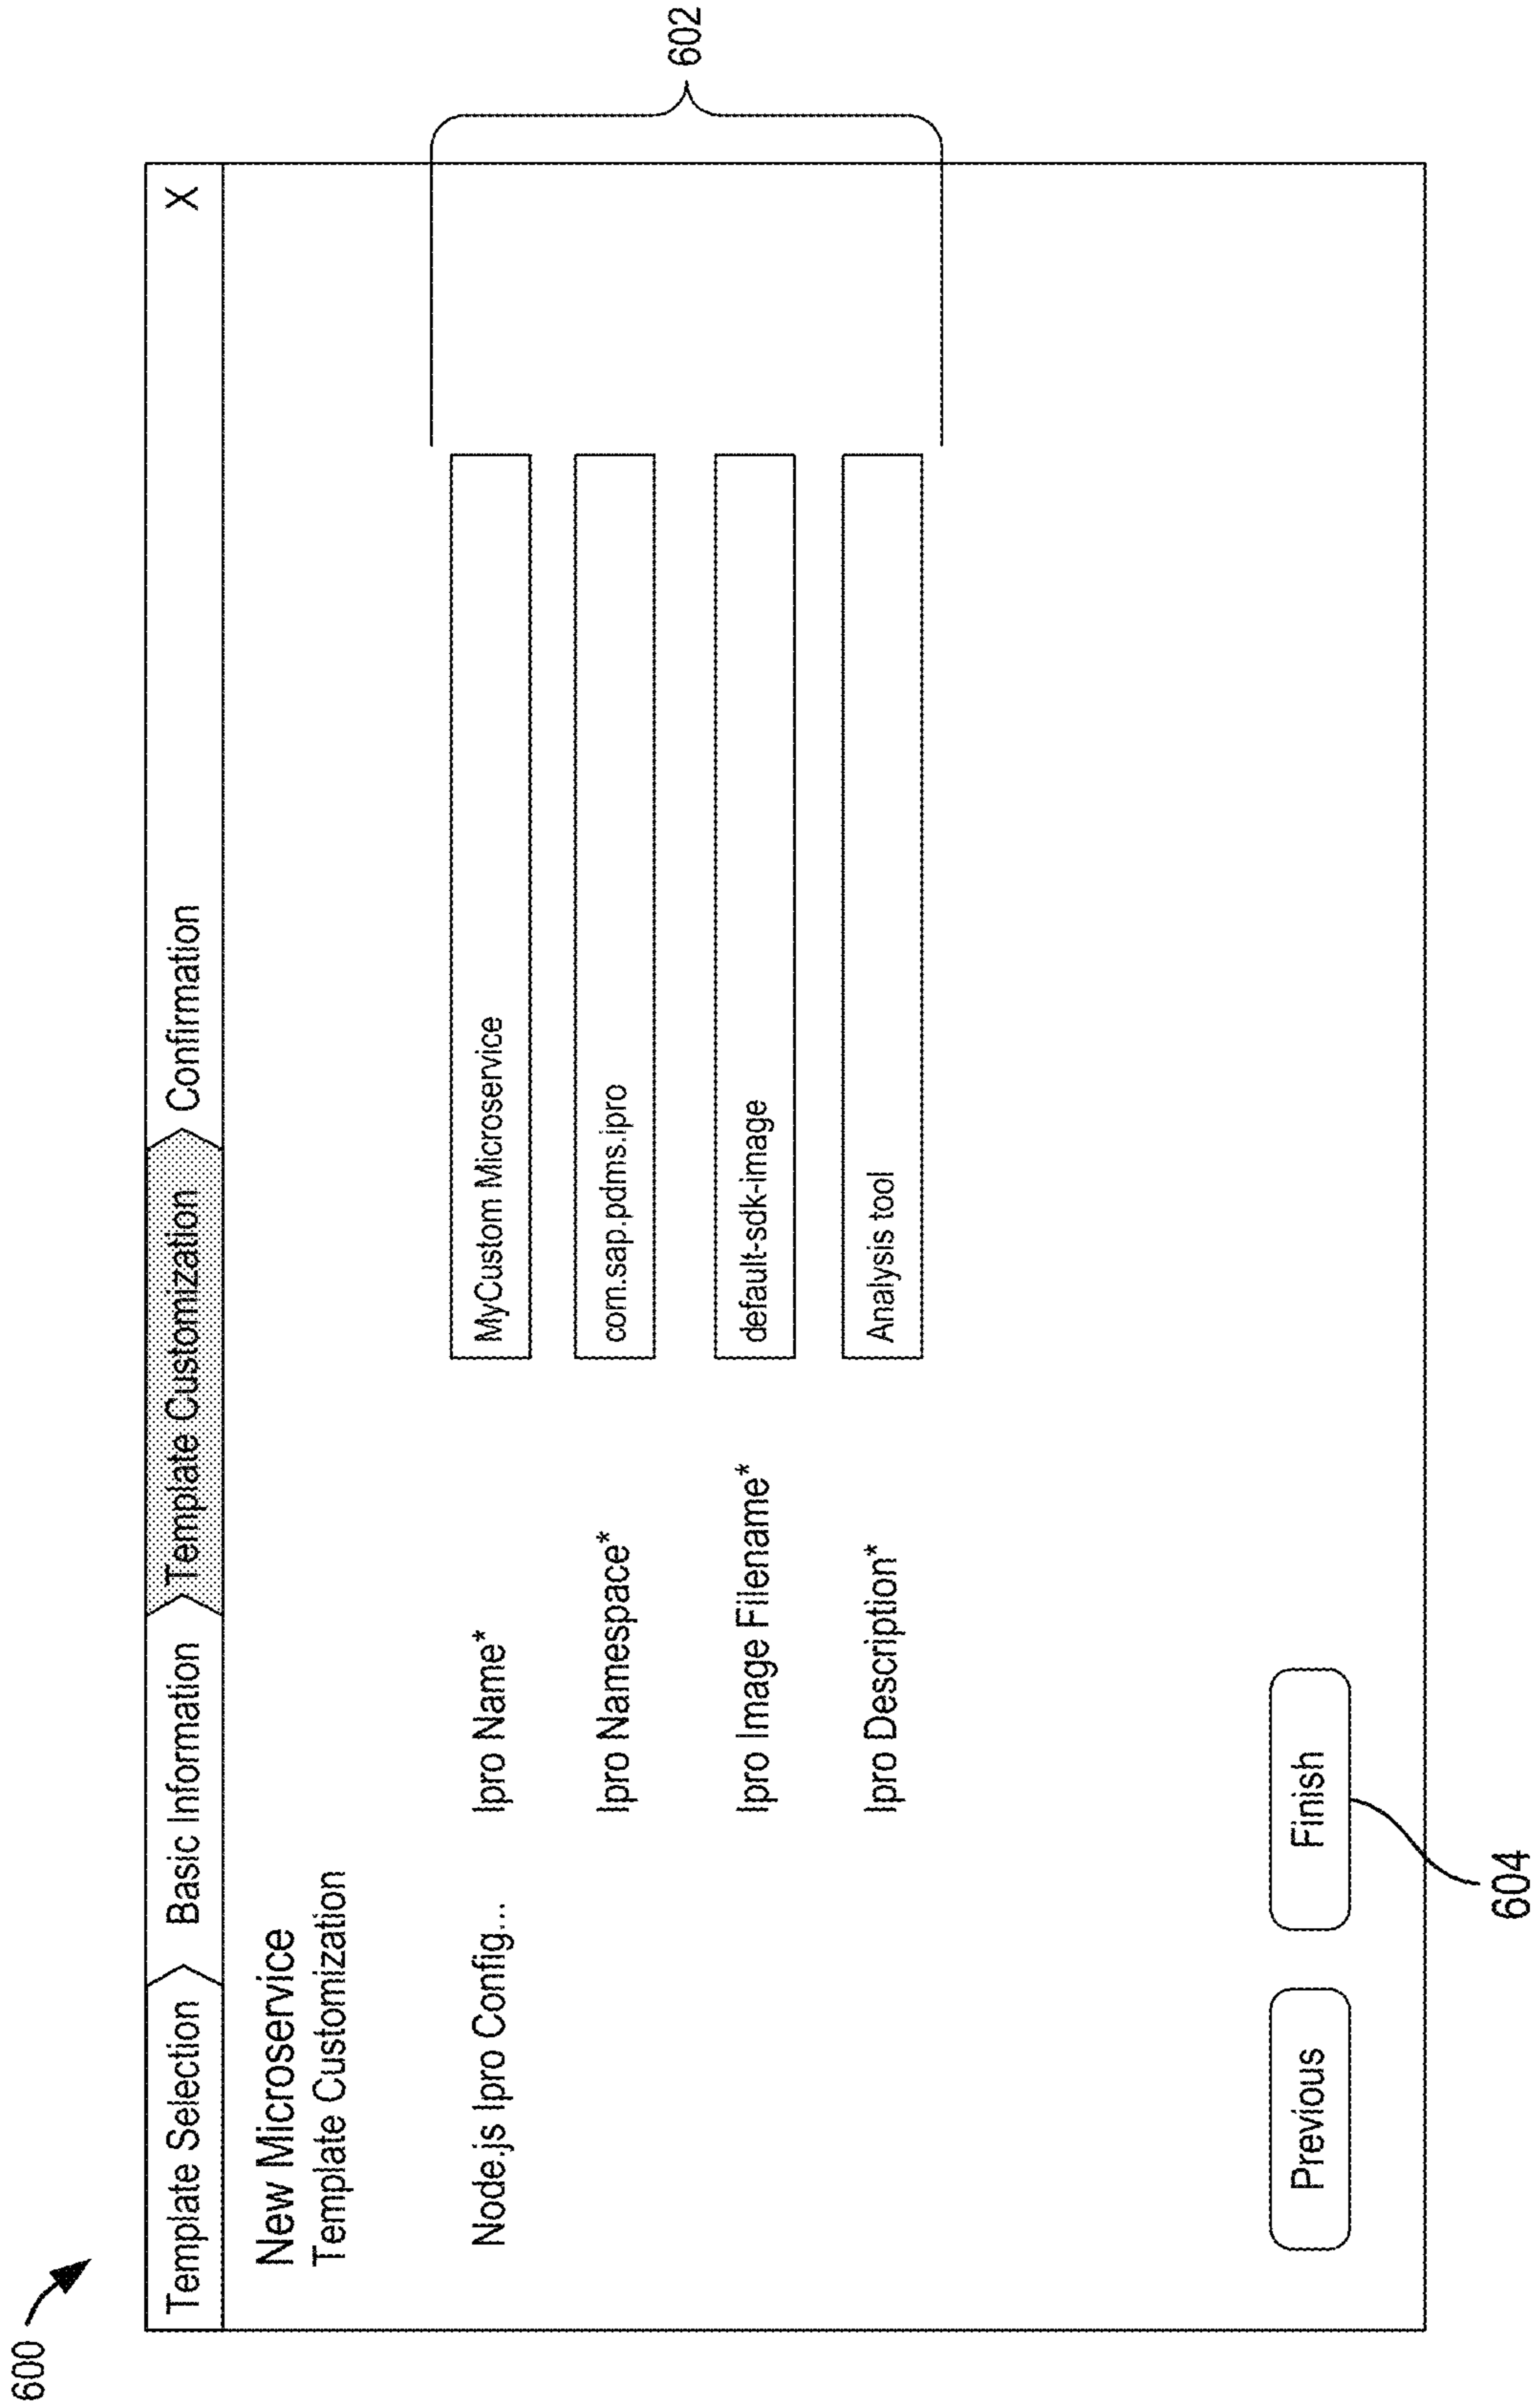 600
Template Selection Basic Information Template Customization Confirmation X
New Microservice
Template Customization
Node.js Ipro Config... Ipro Name* MyCustom Microservice
Ipro Namespace* com.sap.pdms.ipro
Ipro Image Filename* default-sdk-image
Ipro Description* Analysis tool
602
Previous Finish
604